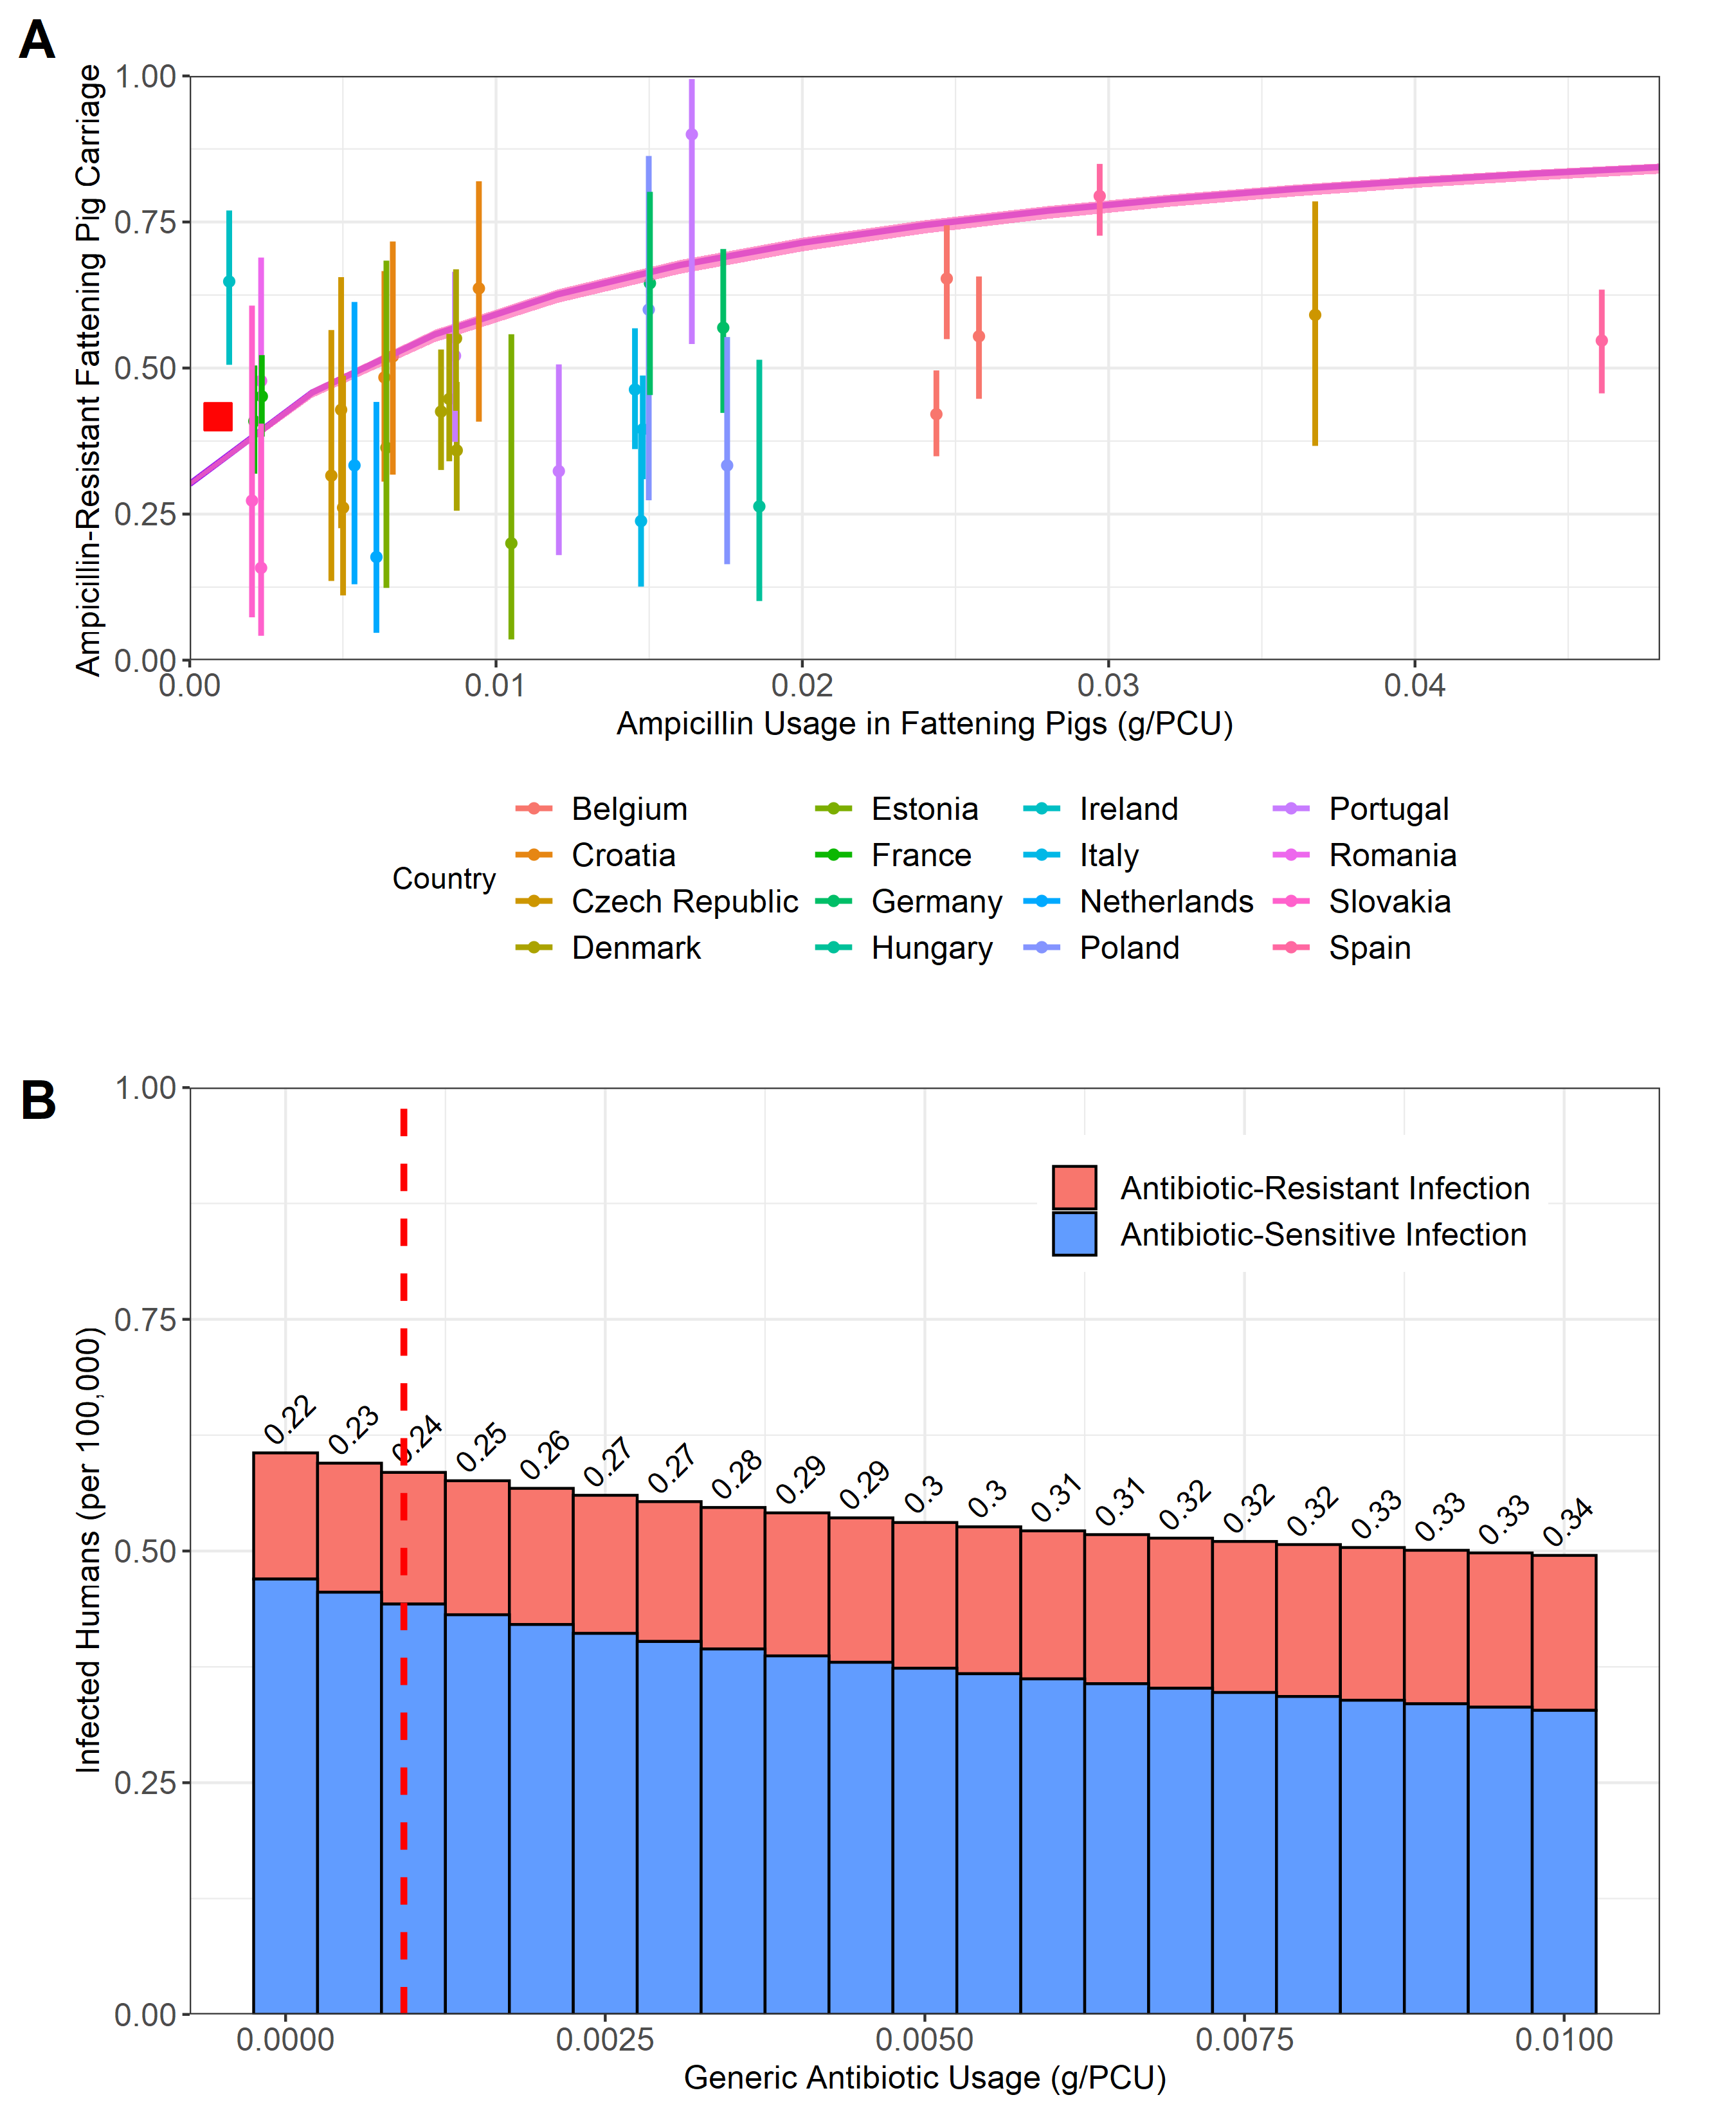 A
Ampicillin-Resistant Fattening Pig Carriage
1.00
0.75
0.50
0.25
0.00
0.00 0.01 0.02 0.03 0.04
Ampicillin Usage in Fattening Pigs (g/PCU)
Country
Belgium Estonia Ireland Portugal
Croatia France Italy Romania
Czech Republic Germany Netherlands Slovakia
Denmark Hungary Poland Spain
B
Infected Humans (per 100,000)
1.00
0.75
0.50
0.25
0.00
Antibiotic-Resistant Infection
Antibiotic-Sensitive Infection
0.22 0.23 0.24 0.25 0.26 0.27 0.27 0.28 0.29 0.29 0.3 0.3 0.31 0.31 0.32 0.32 0.32 0.33 0.33 0.33 0.34
0.0000 0.0025 0.0050 0.0075 0.0100
Generic Antibiotic Usage (g/PCU)